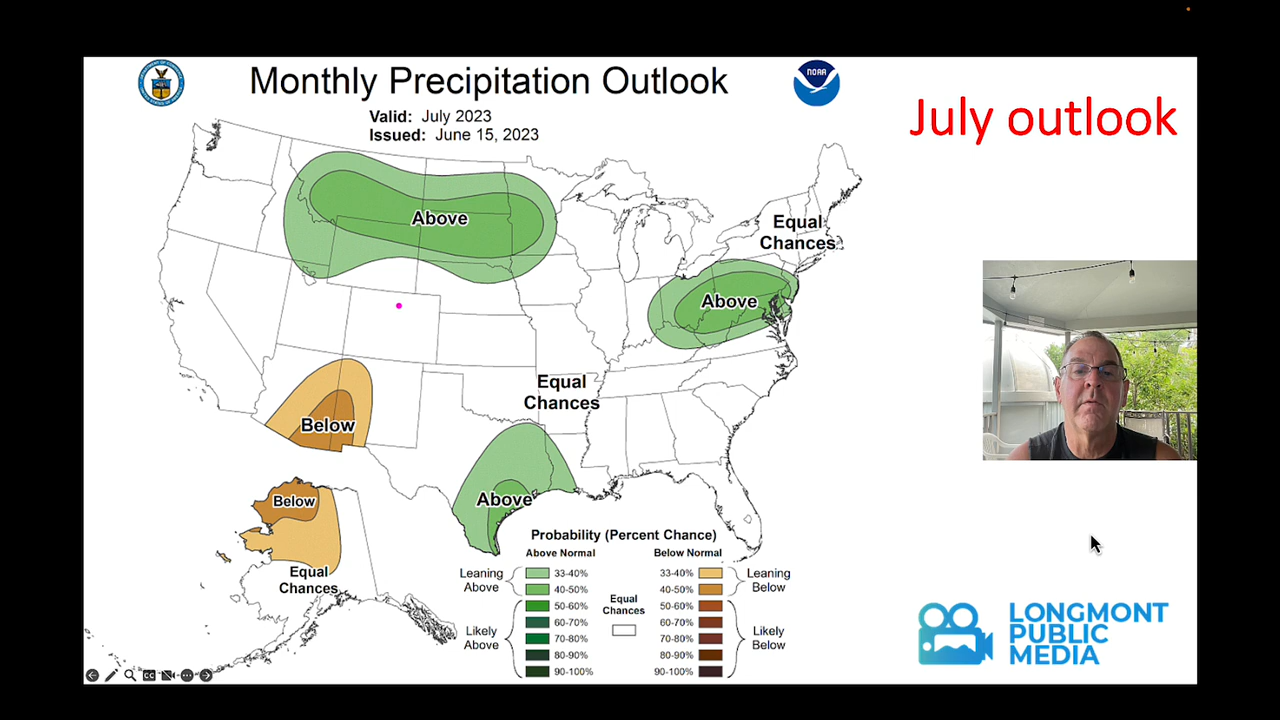 Monthly Precipitation Outlook
NOAA
Valid: July 2023
Issued: June 15, 2023
July outlook
Above
Equal
Chances
Above
Equal
Chances
Below
Above
Below
Equal
Chances
Probability (Percent Chance)
Above Normal
Below Normal
Leaning
Above
33-40%
40-50%
Likely
Above
50-60%
60-70%
70-80%
80-90%
90-100%
Equal
Chances
33-40%
40-50%
Leaning
Below
50-60%
60-70%
70-80%
80-90%
90-100%
Likely
Below
LONGMONT
PUBLIC
MEDIA
CC